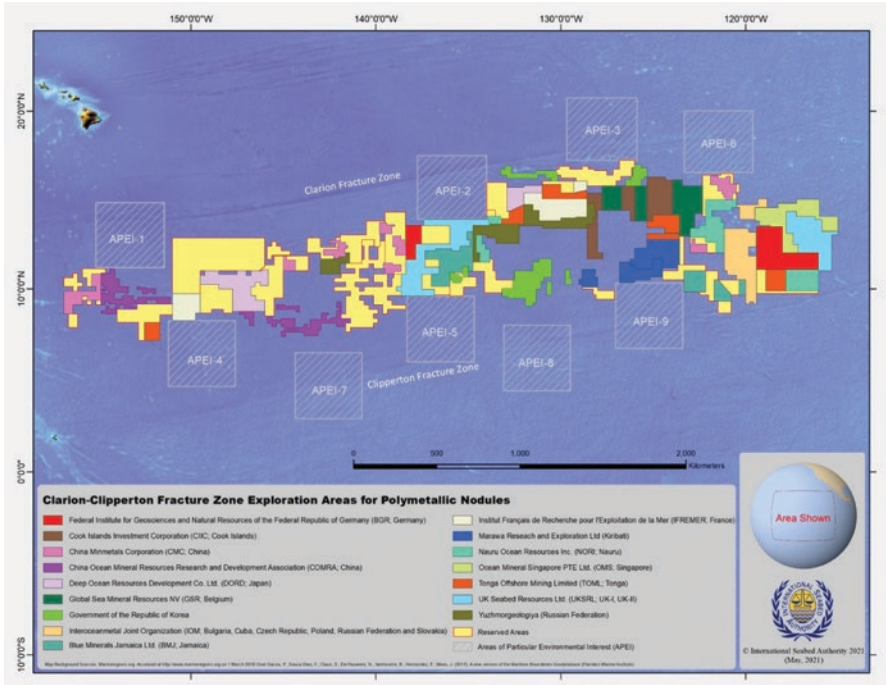 150°0'0"W 140°0'0"W 130°0'0"W 120°0'0"W
20°0'0"N
10°0'0"N
0°0'0"
10°0'0"S
APEI-3
APEI-6
Clarion Fracture Zone
APEI-2
APEI-1
APEI-5
APEI-9
APEI-4
APEI-8
APEI-7
Clipperton Fracture Zone
0 500 1,000 2,000
Kilometers
Clarion-Clipperton Fracture Zone Exploration Areas for Polymetallic Nodules
Federal Institute for Geosciences and Natural Resources of the Federal Republic of Germany (BGR; Germany)
Cook Islands Investment Corporation (CIIC; Cook Islands)
China Minmetals Corporation (CMC; China)
China Ocean Mineral Resources Research and Development Association (COMRA; China)
Deep Ocean Resources Development Co. Ltd. (DORD; Japan)
Global Sea Mineral Resources NV (GSR; Belgium)
Government of the Republic of Korea
Interoceanmetal Joint Organization (IOM; Bulgaria, Cuba, Czech Republic, Poland, Russian Federation and Slovakia)
Blue Minerals Jamaica Ltd. (BMJ; Jamaica)
Institut Français de Recherche pour l'Exploitation de la Mer (IFREMER; France)
Marawa Reseach and Exploration Ltd (Kiribati)
Nauru Ocean Resources Inc. (NORI; Nauru)
Ocean Mineral Singapore PTE Ltd. (OMS; Singapore)
Tonga Offshore Mining Limited (TOML; Tonga)
UK Seabed Resources Ltd. (UKSRL; UK-I, UK-II)
Yuzhmorgeologiya (Russian Federation)
Reserved Areas
Areas of Particular Environmental Interest (APEI)
Area Shown
INTERNATIONAL SEABED AUTHORITY
© International Seabed Authority 2021
(May, 2021)